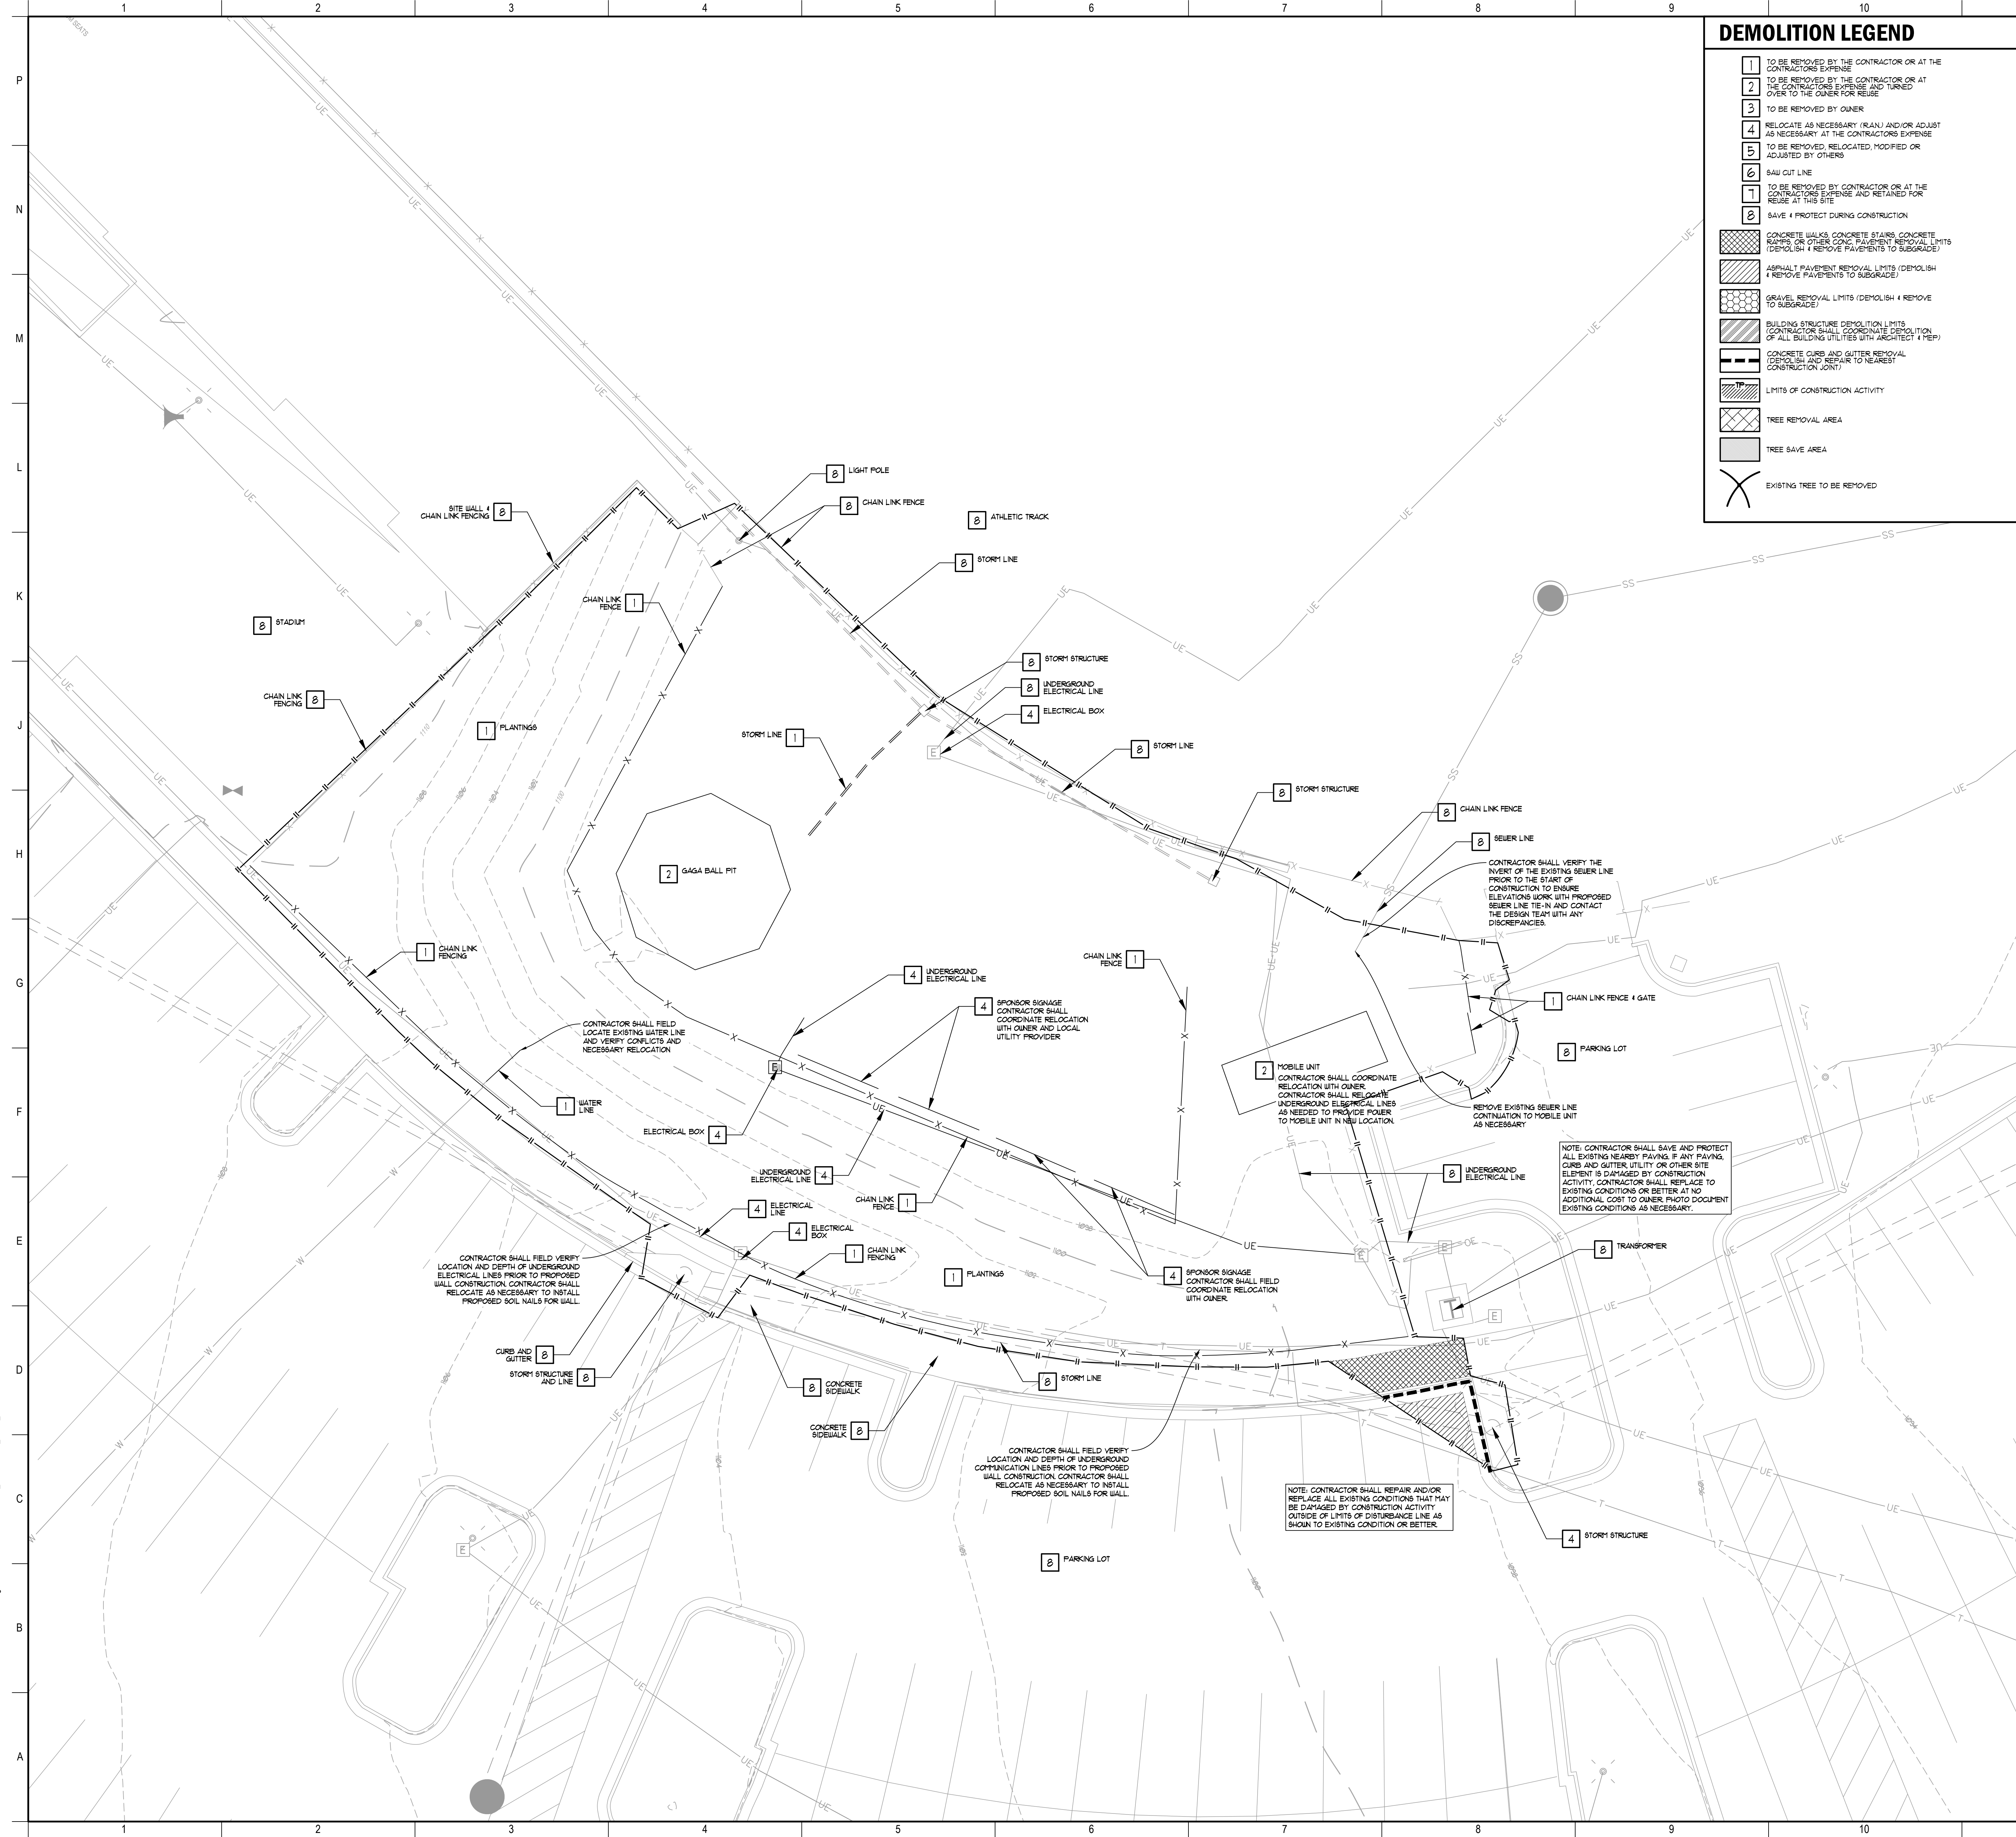 1 2 3 4 5 6 7 8 9 10
P
N
M
L
K
J
H
G
F
E
D
C
B
A
DEMOLITION LEGEND
1 TO BE REMOVED BY THE CONTRACTOR OR AT THE
CONTRACTORS EXPENSE
2 TO BE REMOVED BY THE CONTRACTOR OR AT
THE CONTRACTORS EXPENSE AND TURNED
OVER TO THE OWNER FOR REUSE
3 TO BE REMOVED BY OWNER
4 RELOCATE AS NECESSARY (R.A.N.) AND/OR ADJUST
AS NECESSARY AT THE CONTRACTORS EXPENSE
5 TO BE REMOVED, RELOCATED, MODIFIED OR
ADJUSTED BY OTHERS
6 SAW CUT LINE
7 TO BE REMOVED BY CONTRACTOR OR AT THE
CONTRACTORS EXPENSE AND RETAINED FOR
REUSE AT THIS SITE
8 SAVE & PROTECT DURING CONSTRUCTION
CONCRETE WALKS, CONCRETE STAIRS, CONCRETE
RAMPS, OR OTHER CONC. PAVEMENT REMOVAL LIMITS
(DEMOLISH & REMOVE PAVEMENTS TO SUBGRADE)
ASPHALT PAVEMENT REMOVAL LIMITS (DEMOLISH
& REMOVE PAVEMENTS TO SUBGRADE)
GRAVEL REMOVAL LIMITS (DEMOLISH & REMOVE
TO SUBGRADE)
BUILDING STRUCTURE DEMOLITION LIMITS
(CONTRACTOR SHALL COORDINATE DEMOLITION
OF ALL BUILDING UTILITIES WITH ARCHITECT & MEP)
CONCRETE CURB AND GUTTER REMOVAL
(DEMOLISH AND REPAIR TO NEAREST
CONSTRUCTION JOINT)
TP
LIMITS OF CONSTRUCTION ACTIVITY
TREE REMOVAL AREA
TREE SAVE AREA
EXISTING TREE TO BE REMOVED
SEATS
8 LIGHT POLE
8 CHAIN LINK FENCE
SITE WALL &
CHAIN LINK FENCING 8
8 ATHLETIC TRACK
8 STORM LINE
CHAIN LINK
FENCE 1
8 STADIUM
8 STORM STRUCTURE
8 UNDERGROUND
ELECTRICAL LINE
8 → 4 ELECTRICAL BOX
CHAIN LINK
FENCING 8
1 PLANTINGS
STORM LINE 1
8 STORM LINE
8 STORM STRUCTURE
8 CHAIN LINK FENCE
8 SEWER LINE
CONTRACTOR SHALL VERIFY THE
INVERT OF THE EXISTING SEWER LINE
PRIOR TO THE START OF
CONSTRUCTION TO ENSURE
ELEVATIONS WORK WITH PROPOSED
SEWER LINE TIE-IN AND CONTACT
THE DESIGN TEAM WITH ANY
DISCREPANCIES.
2 GAGA BALL PIT
1 CHAIN LINK
FENCING
CHAIN LINK
FENCE 1
4 UNDERGROUND
ELECTRICAL LINE
4 SPONSOR SIGNAGE
CONTRACTOR SHALL
COORDINATE RELOCATION
WITH OWNER AND LOCAL
UTILITY PROVIDER
1 CHAIN LINK FENCE & GATE
CONTRACTOR SHALL FIELD
LOCATE EXISTING WATER LINE
AND VERIFY CONFLICTS AND
NECESSARY RELOCATION
8 PARKING LOT
2 MOBILE UNIT
CONTRACTOR SHALL COORDINATE
RELOCATION WITH OWNER.
CONTRACTOR SHALL RELOCATE
UNDERGROUND ELECTRICAL LINES
AS NEEDED TO PROVIDE POWER
TO MOBILE UNIT IN NEW LOCATION.
1 WATER
LINE
REMOVE EXISTING SEWER LINE
CONTINUATION TO MOBILE UNIT
AS NECESSARY
ELECTRICAL BOX 4
NOTE: CONTRACTOR SHALL SAVE AND PROTECT
ALL EXISTING NEARBY PAVING. IF ANY PAVING,
CURB AND GUTTER, UTILITY OR OTHER SITE
ELEMENT IS DAMAGED BY CONSTRUCTION
ACTIVITY, CONTRACTOR SHALL REPLACE TO
EXISTING CONDITIONS OR BETTER AT NO
ADDITIONAL COST TO OWNER. PHOTO DOCUMENT
EXISTING CONDITIONS AS NECESSARY.
UNDERGROUND
ELECTRICAL LINE 4
8 UNDERGROUND
ELECTRICAL LINE
CHAIN LINK
FENCE 1
4 ELECTRICAL
LINE
4 ELECTRICAL
BOX
1 CHAIN LINK
FENCING
8 TRANSFORMER
CONTRACTOR SHALL FIELD VERIFY
LOCATION AND DEPTH OF UNDERGROUND
ELECTRICAL LINES PRIOR TO PROPOSED
WALL CONSTRUCTION. CONTRACTOR SHALL
RELOCATE AS NECESSARY TO INSTALL
PROPOSED SOIL NAILS FOR WALL.
1 PLANTINGS
4 SPONSOR SIGNAGE
CONTRACTOR SHALL FIELD
COORDINATE RELOCATION
WITH OWNER.
CURB AND
GUTTER 8
STORM STRUCTURE
AND LINE 8
8 CONCRETE
SIDEWALK
8 STORM LINE
CONCRETE
SIDEWALK 8
CONTRACTOR SHALL FIELD VERIFY
LOCATION AND DEPTH OF UNDERGROUND
COMMUNICATION LINES PRIOR TO PROPOSED
WALL CONSTRUCTION. CONTRACTOR SHALL
RELOCATE AS NECESSARY TO INSTALL
PROPOSED SOIL NAILS FOR WALL.
NOTE: CONTRACTOR SHALL REPAIR AND/OR
REPLACE ALL EXISTING CONDITIONS THAT MAY
BE DAMAGED BY CONSTRUCTION ACTIVITY
OUTSIDE OF LIMITS OF DISTURBANCE LINE AS
SHOWN TO EXISTING CONDITION OR BETTER.
4 STORM STRUCTURE
8 PARKING LOT
1 2 3 4 5 6 7 8 9 10